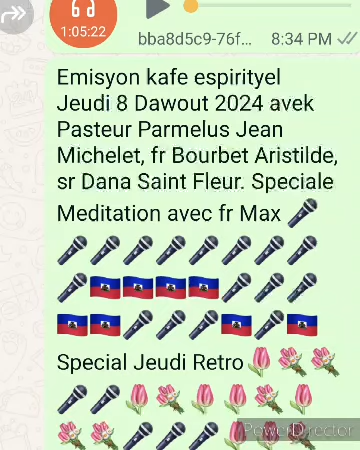 1:05:22
bba8d5c9-76f... 8:34 PM
Emisyon kafe espirityel
Jeudi 8 Dawout 2024 avek
Pasteur Parmelus Jean
Michelet, fr Bourbet Aristilde,
sr Dana Saint Fleur. Speciale
Meditation avec fr Max 🎤
🎤🎤🎤🎤🎤🎤🎤🎤
🎤🇭🇹🇭🇹🇭🇹🇭🇹🎤🎤🎤
🇭🇹🇭🇹🎤🎤🎤🇭🇹🎤🇭🇹
Special Jeudi Retro🌷💐💐
🎤🎤🌷💐🌷🌷💐🌷
💐💐🎤🎤🎤🌷💐💐
PowerDirector